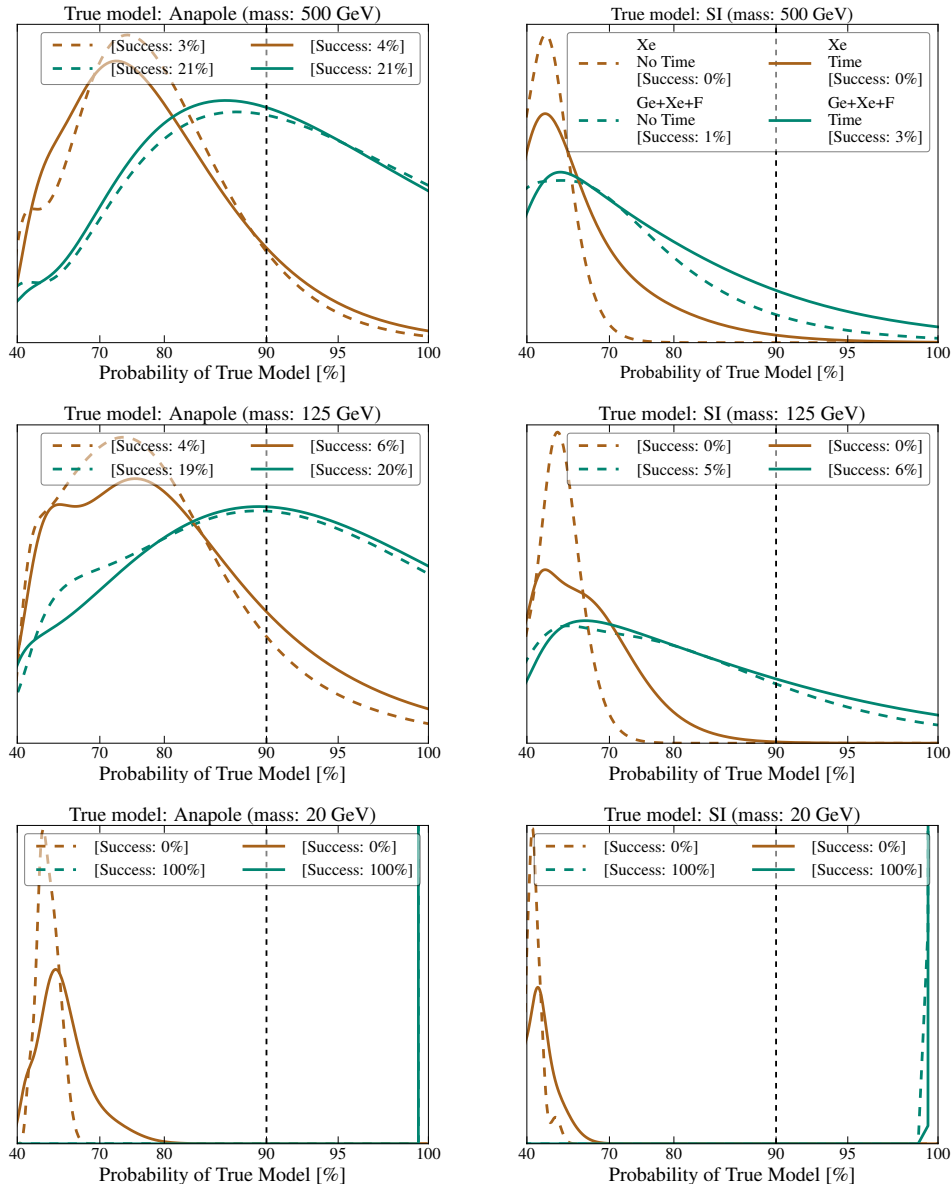 True model: Anapole (mass: 500 GeV)
[Success: 3%] [Success: 4%]
[Success: 21%] [Success: 21%]
40 70 80 90 95 100
Probability of True Model [%]
True model: SI (mass: 500 GeV)
Xe Xe
No Time Time
[Success: 0%] [Success: 0%]
Ge+Xe+F Ge+Xe+F
No Time Time
[Success: 1%] [Success: 3%]
40 70 80 90 95 100
Probability of True Model [%]
True model: Anapole (mass: 125 GeV)
[Success: 4%] [Success: 6%]
[Success: 19%] [Success: 20%]
40 70 80 90 95 100
Probability of True Model [%]
True model: SI (mass: 125 GeV)
[Success: 0%] [Success: 0%]
[Success: 5%] [Success: 6%]
40 70 80 90 95 100
Probability of True Model [%]
True model: Anapole (mass: 20 GeV)
[Success: 0%] [Success: 0%]
[Success: 100%] [Success: 100%]
40 70 80 90 95 100
Probability of True Model [%]
True model: SI (mass: 20 GeV)
[Success: 0%] [Success: 0%]
[Success: 100%] [Success: 100%]
40 70 80 90 95 100
Probability of True Model [%]